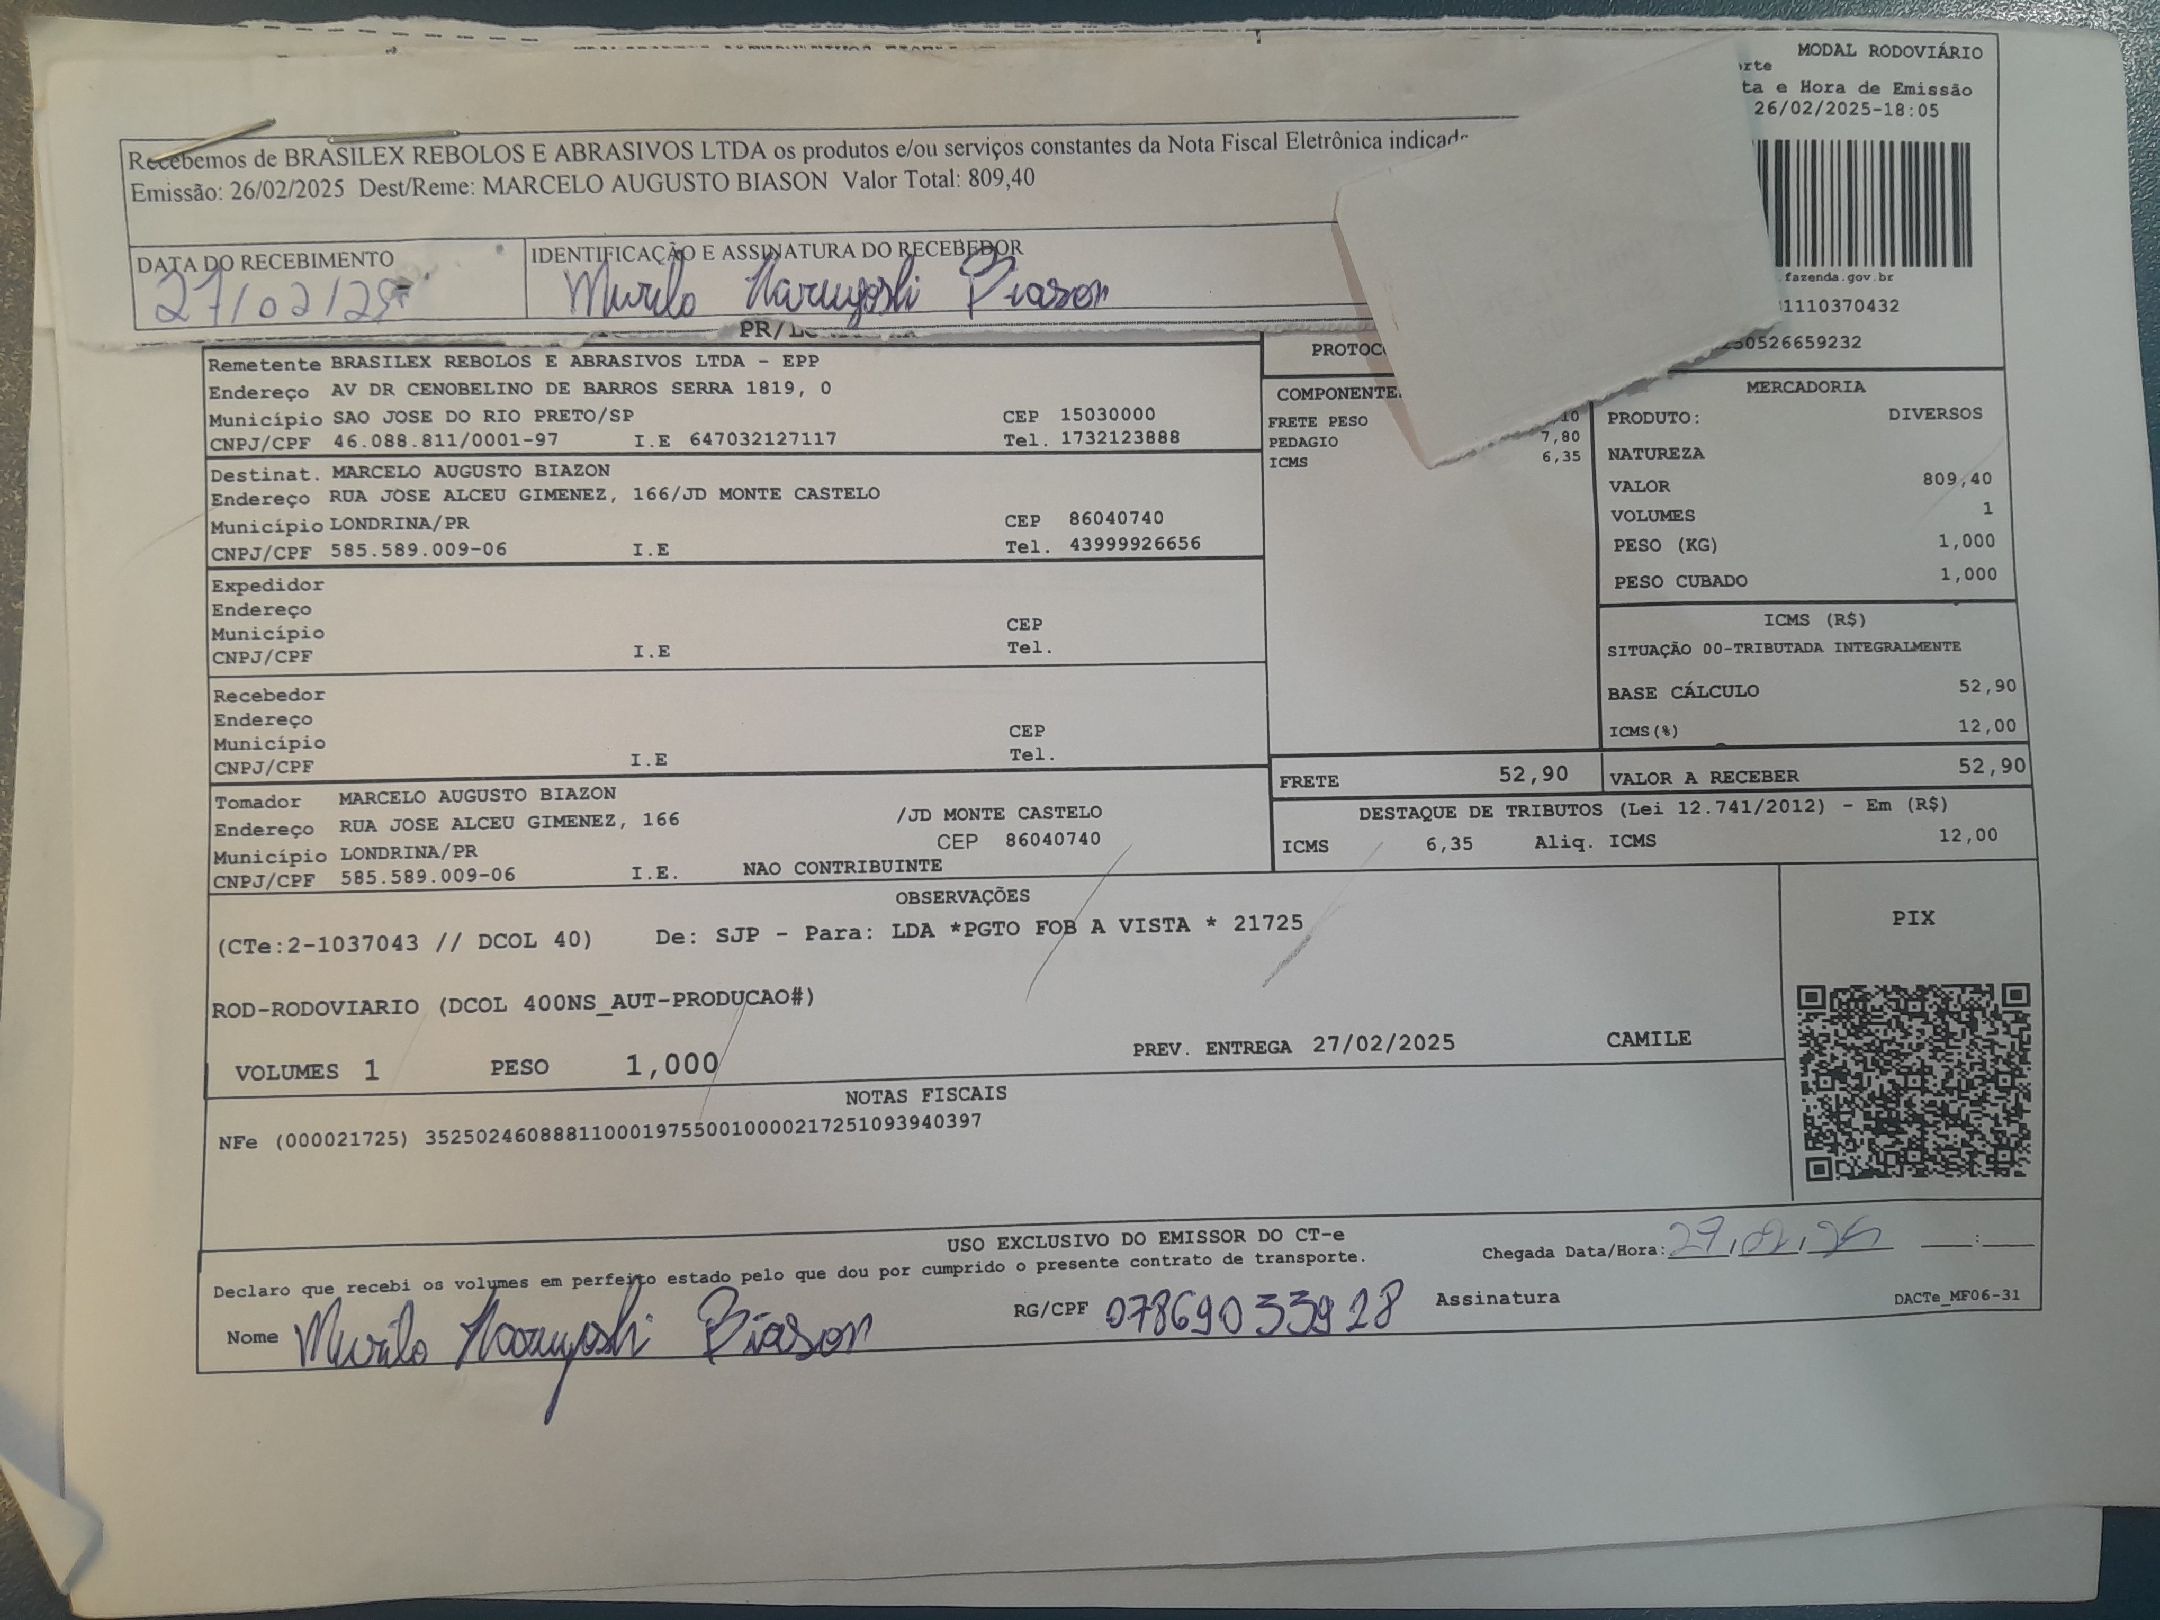 MODAL RODOVIÁRIO
ta e Hora de Emissão
26/02/2025-18:05
Recebemos de BRASILEX REBOLOS E ABRASIVOS LTDA os produtos e/ou serviços constantes da Nota Fiscal Eletrônica
Emissão: 26/02/2025 Dest/Reme: MARCELO AUGUSTO BIASON Valor Total: 809,40
DATA DO RECEBIMENTO
27/02/25
IDENTIFICAÇÃO E ASSINATURA DO RECEBEDOR
Murilo Haruyoshi Biason
.fazenda.gov.br
1110370432
50526659232
Remetente BRASILEX REBOLOS E ABRASIVOS LTDA - EPP
Endereço AV DR CENOBELINO DE BARROS SERRA 1819, 0
Município SAO JOSE DO RIO PRETO/SP CEP 15030000
CNPJ/CPF 46.088.811/0001-97 I.E 647032127117 Tel. 1732123888
Destinat. MARCELO AUGUSTO BIAZON
Endereço RUA JOSE ALCEU GIMENEZ, 166/JD MONTE CASTELO
Município LONDRINA/PR CEP 86040740
CNPJ/CPF 585.589.009-06 I.E Tel. 43999926656
Expedidor
Endereço
Município CEP
CNPJ/CPF I.E Tel.
Recebedor
Endereço
Município CEP
CNPJ/CPF I.E Tel.
Tomador MARCELO AUGUSTO BIAZON
Endereço RUA JOSE ALCEU GIMENEZ, 166 /JD MONTE CASTELO
Município LONDRINA/PR CEP 86040740
CNPJ/CPF 585.589.009-06 I.E. NAO CONTRIBUINTE
FRETE PESO
PEDAGIO 7,80
ICMS 6,35
MERCADORIA
PRODUTO: DIVERSOS
NATUREZA
VALOR 809,40
VOLUMES 1
PESO (KG) 1,000
PESO CUBADO 1,000
ICMS (R$)
SITUAÇÃO 00-TRIBUTADA INTEGRALMENTE
BASE CÁLCULO 52,90
ICMS(%) 12,00
FRETE 52,90 VALOR A RECEBER 52,90
DESTAQUE DE TRIBUTOS (Lei 12.741/2012) - Em (R$)
ICMS 6,35 Aliq. ICMS 12,00
OBSERVAÇÕES
(CTe:2-1037043 // DCOL 40) De: SJP - Para: LDA *PGTO FOB A VISTA * 21725
ROD-RODOVIARIO (DCOL 400NS_AUT-PRODUCAO#)
VOLUMES 1 PESO 1,000 PREV. ENTREGA 27/02/2025 CAMILE
PIX
NOTAS FISCAIS
NFe (000021725) 35250246088811000197550010000217251093940397
USO EXCLUSIVO DO EMISSOR DO CT-e
Declaro que recebi os volumes em perfeito estado pelo que dou por cumprido o presente contrato de transporte.
Chegada Data/Hora: 27,02,25 __:__
Nome Murilo Haruyoshi Biason RG/CPF 07869033928 Assinatura
DACTe_MF06-31